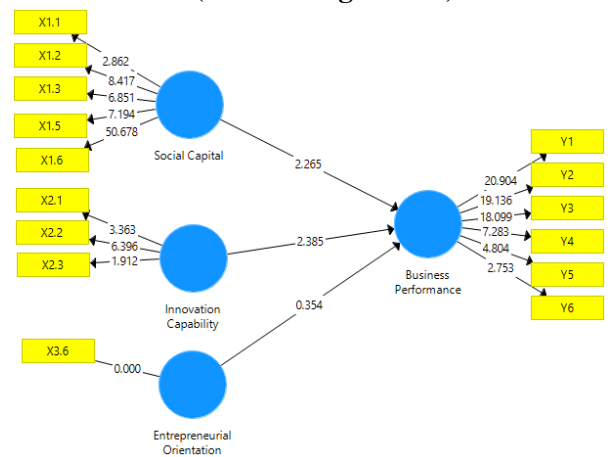 X1.1
X1.2
X1.3
X1.5
X1.6
2.862
8.417
6.851
7.194
50.678
Social Capital
2.265
X2.1
X2.2
X2.3
3.363
6.396
1.912
Innovation
Capability
2.385
X3.6
0.000
Entrepreneurial
Orientation
0.354
Business
Performance
20.904
19.136
18.099
7.283
4.804
2.753
Y1
Y2
Y3
Y4
Y5
Y6